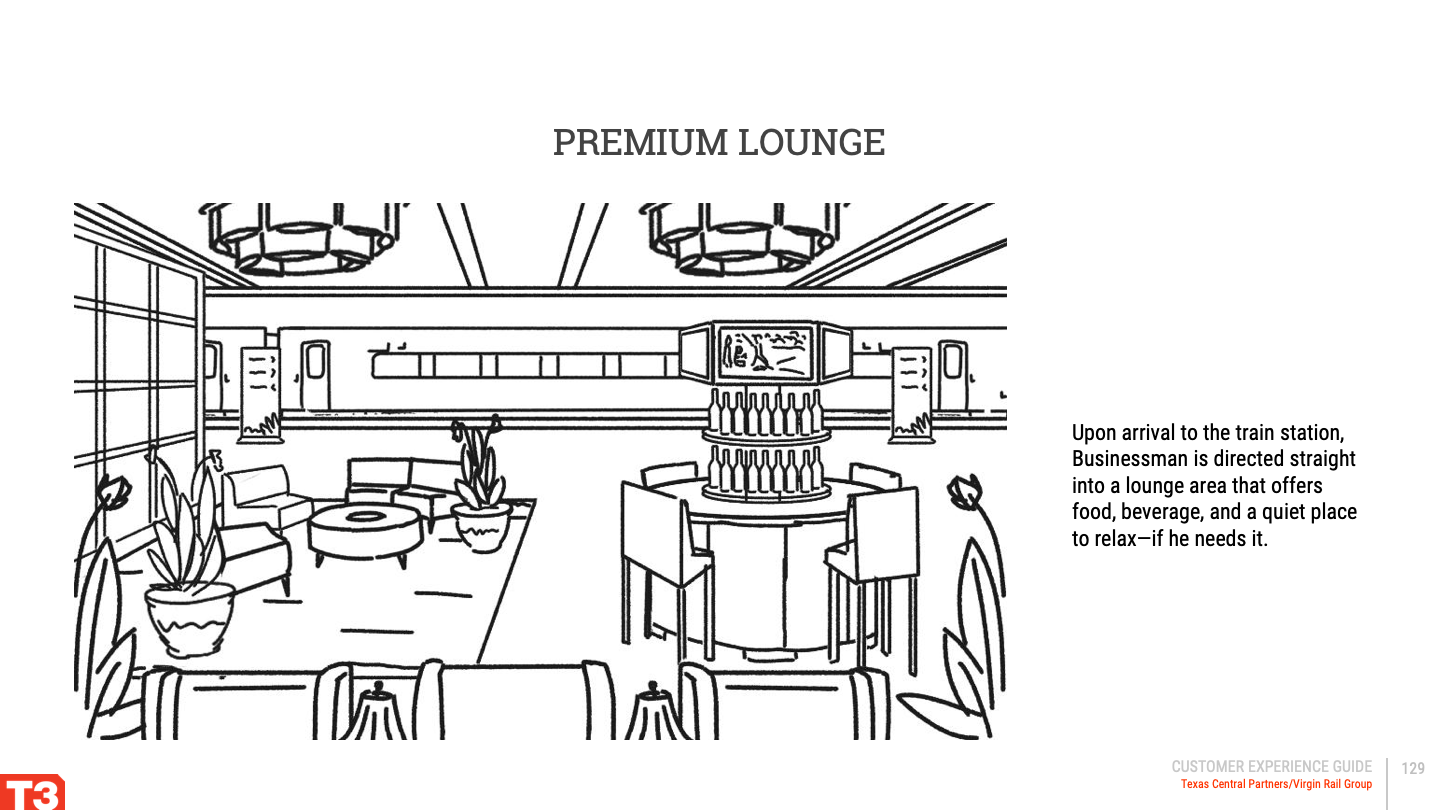 PREMIUM LOUNGE
Upon arrival to the train station,
Businessman is directed straight
into a lounge area that offers
food, beverage, and a quiet place
to relax—if he needs it.
CUSTOMER EXPERIENCE GUIDE
Texas Central Partners/Virgin Rail Group
129
T3